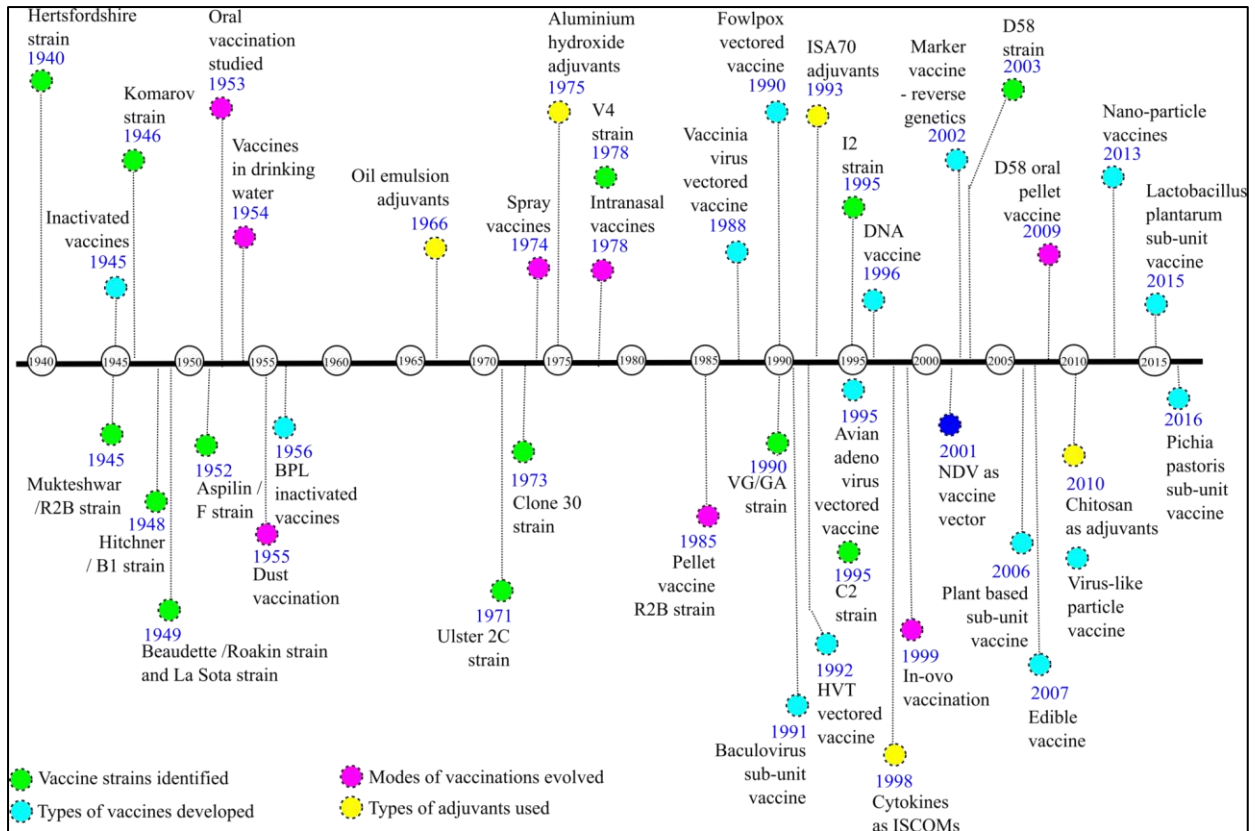 Hertsfordshire
strain
1940
Komarov
strain
1946
Inactivated
vaccines
1945
Oral
vaccination
studied
1953
Vaccines
in drinking
water
1954
Oil emulsion
adjuvants
1966
Spray
vaccines
1974
Aluminium
hydroxide
adjuvants
1975
V4
strain
1978
Intranasal
vaccines
1978
Vaccinia
virus
vectored
vaccine
1988
Fowlpox
vectored
vaccine
1990
ISA70
adjuvants
1993
I2
strain
1995
DNA
vaccine
1996
Marker
vaccine
- reverse
genetics
2002
D58
strain
2003
D58 oral
pellet
vaccine
2009
Nano-particle
vaccines
2013
Lactobacillus
plantarum
sub-unit
vaccine
2015
1940 1945 1950 1955 1960 1965 1970 1975 1980 1985 1990 1995 2000 2005 2010 2015
1945
Mukteshwar
/R2B strain
1948
Hitchner
/ B1 strain
1949
Beaudette /Roakin strain
and La Sota strain
1952
Aspilin /
F strain
1955
Dust
vaccination
1956
BPL
inactivated
vaccines
1971
Ulster 2C
strain
1973
Clone 30
strain
1985
Pellet
vaccine
R2B strain
1990
VG/GA
strain
1991
Baculovirus
sub-unit
vaccine
1992
HVT
vectored
vaccine
1995
Avian
adeno
virus
vectored
vaccine
1995
C2
strain
1998
Cytokines
as ISCOMs
1999
In-ovo
vaccination
2001
NDV as
vaccine
vector
2006
Plant based
sub-unit
vaccine
2007
Edible
vaccine
2010
Chitosan
as adjuvants
Virus-like
particle
vaccine
2016
Pichia
pastoris
sub-unit
vaccine
Vaccine strains identified
Types of vaccines developed
Modes of vaccinations evolved
Types of adjuvants used